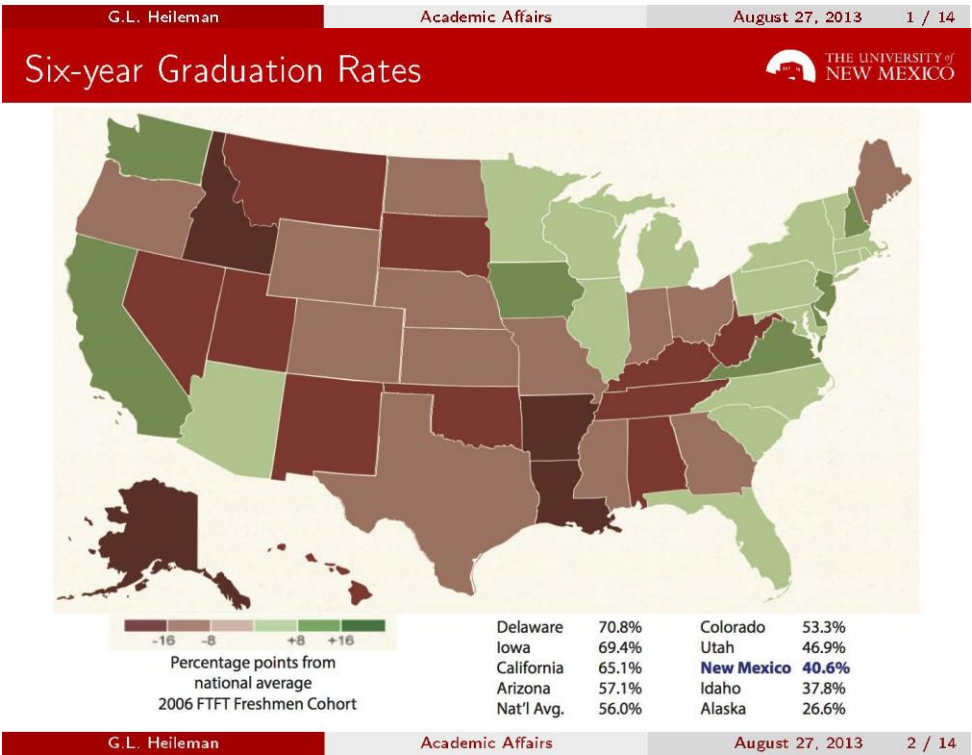 G.L. Heileman Academic Affairs August 27, 2013 1 / 14
Six-year Graduation Rates
THE UNIVERSITY of
NEW MEXICO
-16 -8 +8 +16
Percentage points from
national average
2006 FTFT Freshmen Cohort
Delaware 70.8% Colorado 53.3%
Iowa 69.4% Utah 46.9%
California 65.1% New Mexico 40.6%
Arizona 57.1% Idaho 37.8%
Nat'l Avg. 56.0% Alaska 26.6%
G.L. Heileman Academic Affairs August 27, 2013 2 / 14